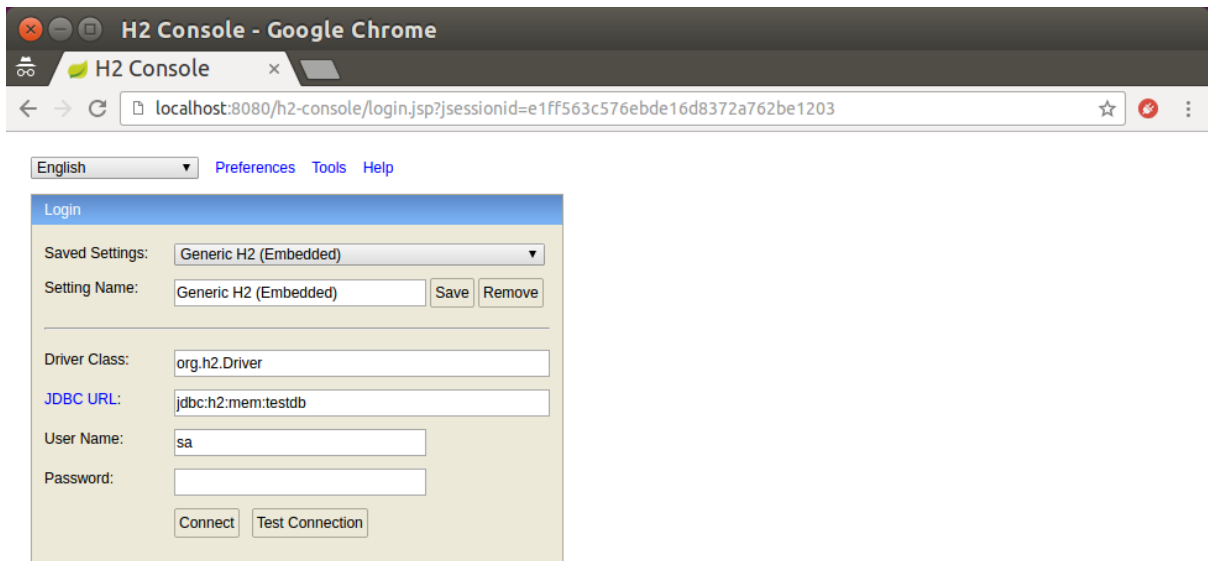 H2 Console - Google Chrome
H2 Console
localhost:8080/h2-console/login.jsp?jsessionid=e1ff563c576ebde16d8372a762be1203
English Preferences Tools Help
Login
Saved Settings: Generic H2 (Embedded)
Setting Name: Generic H2 (Embedded) Save Remove
Driver Class: org.h2.Driver
JDBC URL: jdbc:h2:mem:testdb
User Name: sa
Password:
Connect Test Connection